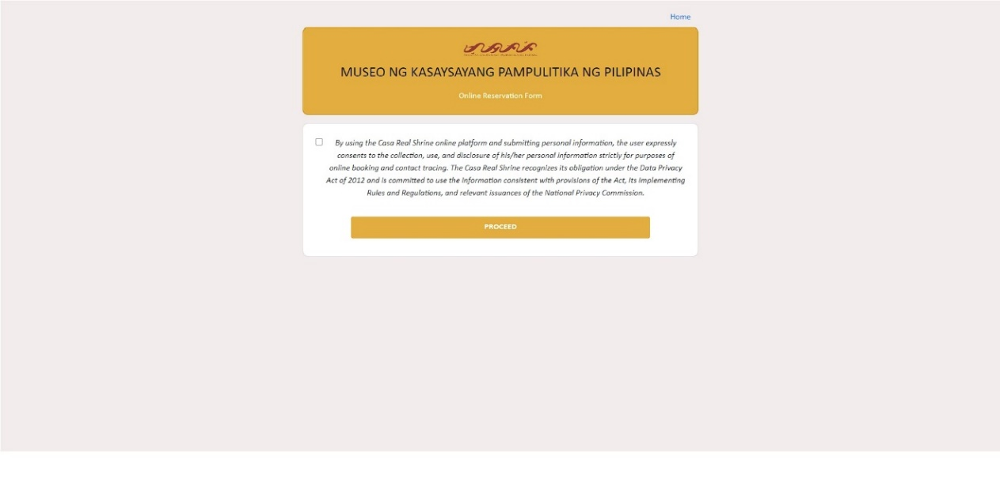 Home
MUSEO NG KASAYSAYANG PAMPULITIKA NG PILIPINAS
Online Reservation Form
By using the Casa Real Shrine online platform and submitting personal information, the user expressly
consents to the collection, use, and disclosure of his/her personal information strictly for purposes of
online booking and contact tracing. The Casa Real Shrine recognizes its obligation under the Data Privacy
Act of 2012 and is committed to use the information consistent with provisions of the Act, its Implementing
Rules and Regulations, and relevant issuances of the National Privacy Commission.
PROCEED